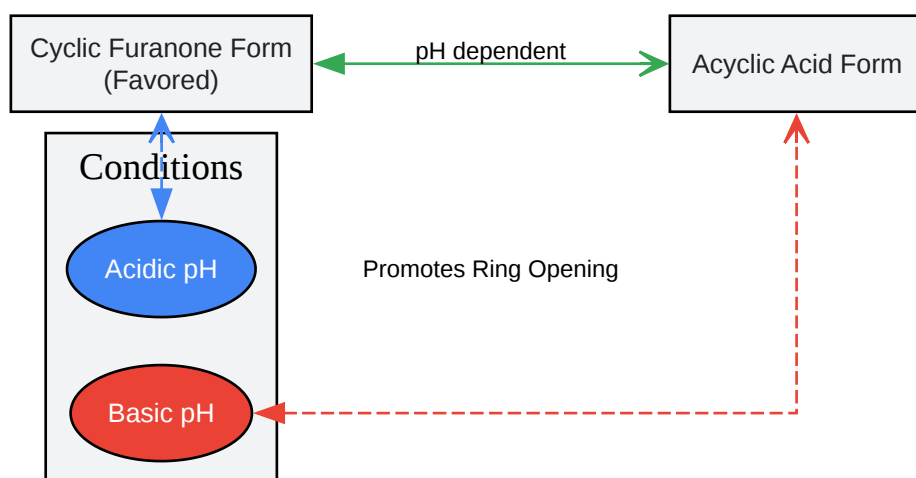 Cyclic Furanone Form
(Favored)
pH dependent
Acyclic Acid Form
Conditions
Acidic pH
Promotes Ring Opening
Basic pH